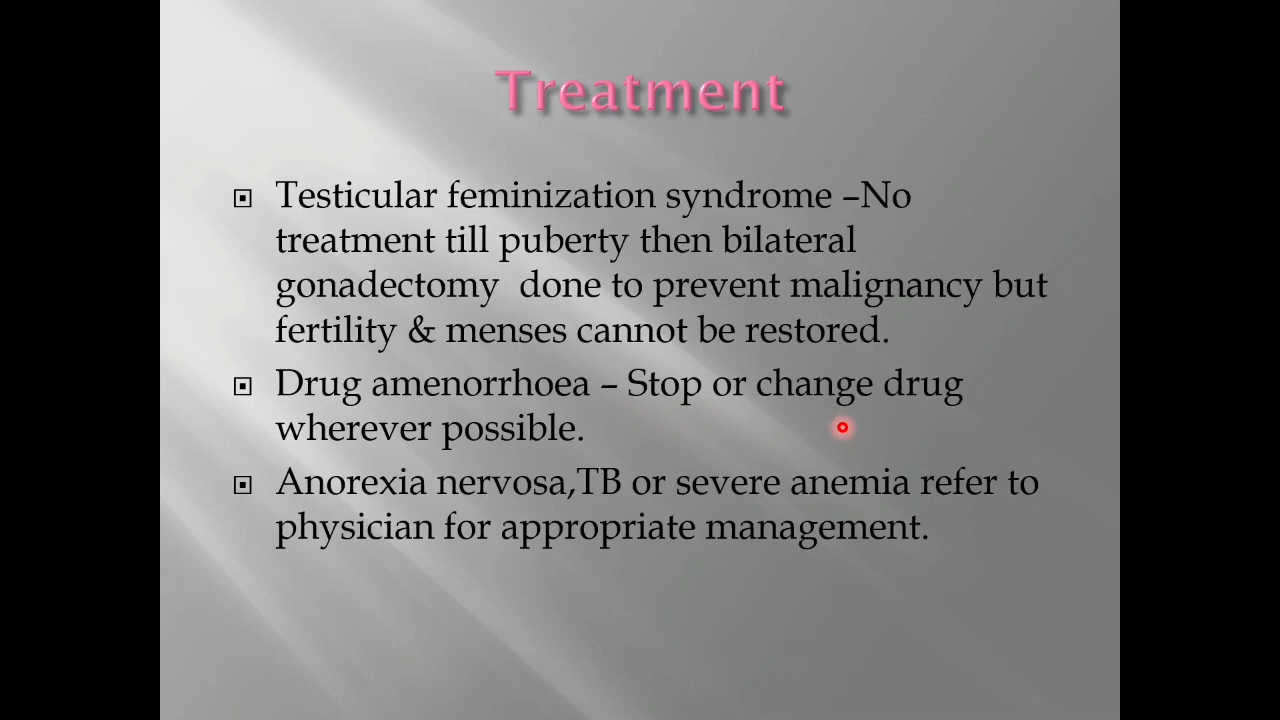 Treatment
Testicular feminization syndrome –No
treatment till puberty then bilateral
gonadectomy  done to prevent malignancy but
fertility & menses cannot be restored.
Drug amenorrhoea – Stop or change drug
wherever possible.
Anorexia nervosa,TB or severe anemia refer to
physician for appropriate management.